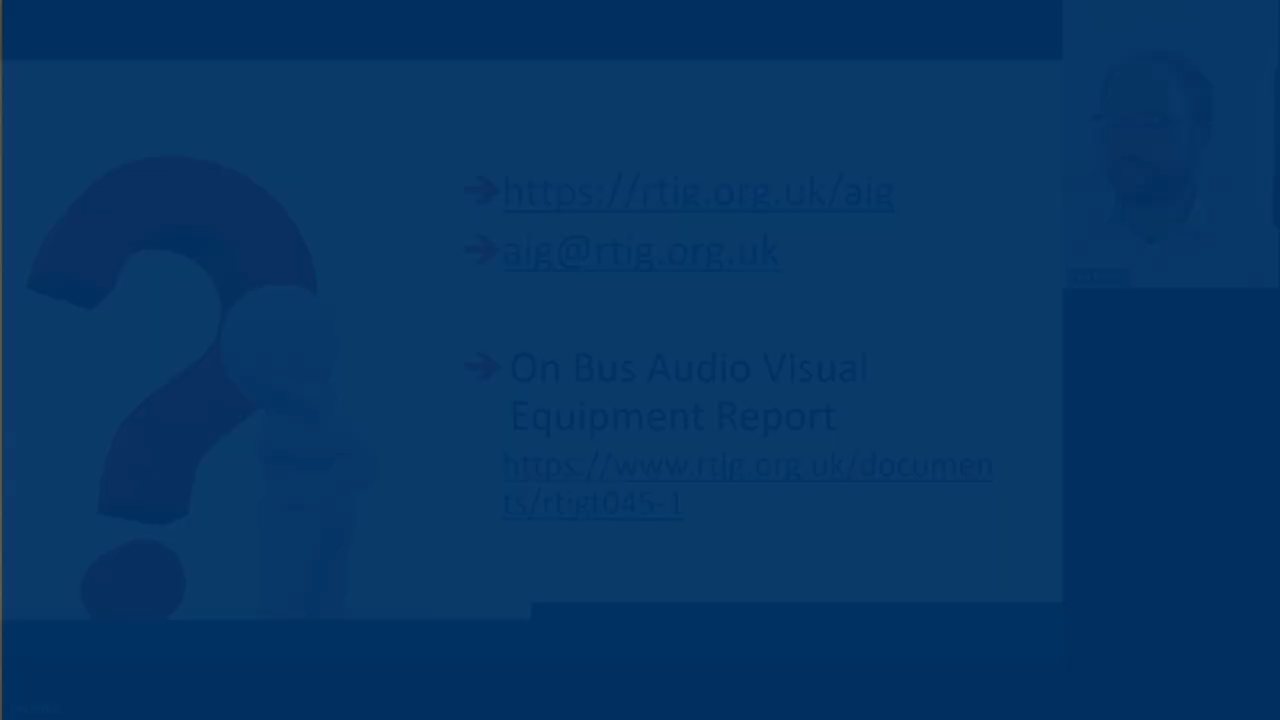 https://rtig.org.uk/aig
aig@rtig.org.uk
On Bus Audio Visual
Equipment Report
https://www.rtig.org.uk/documen
ts/rtigt045-1